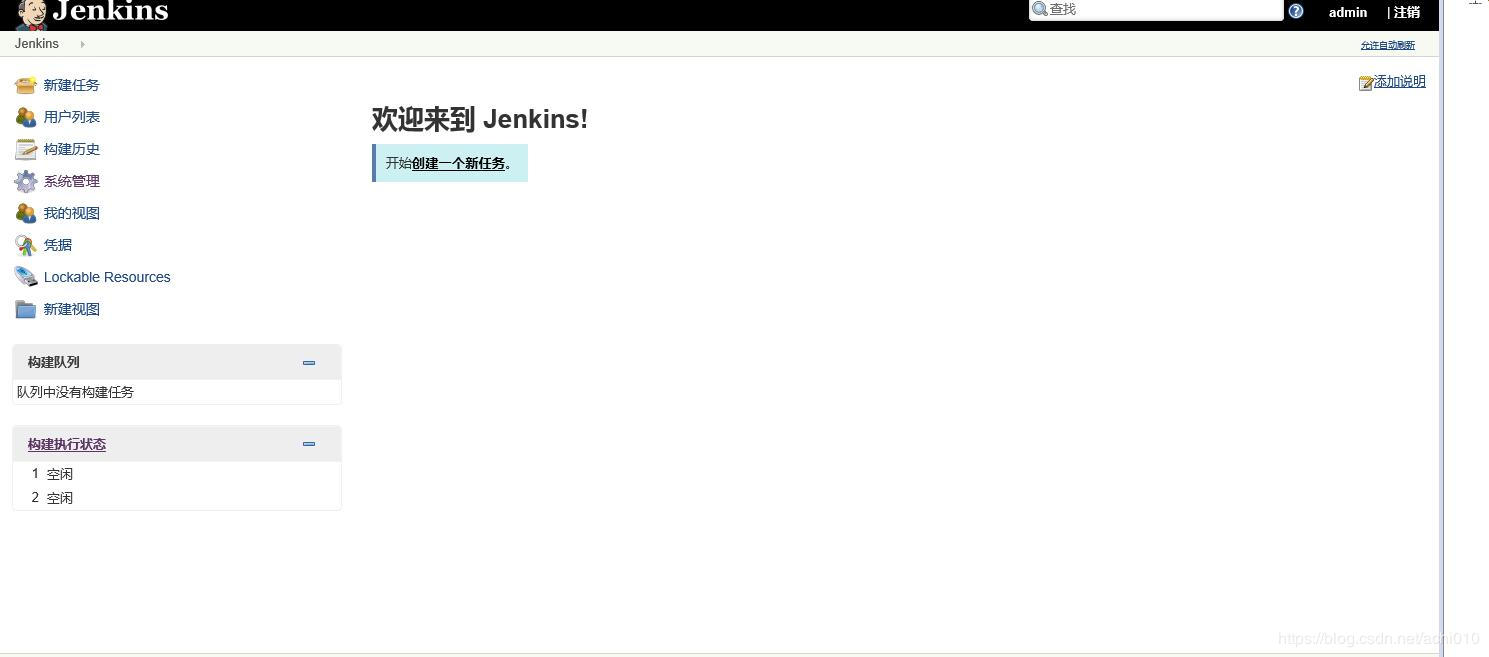 Jenkins
查找
admin | 注销
Jenkins
允许自动刷新
新建任务
添加说明
用户列表
构建历史
系统管理
我的视图
凭据
Lockable Resources
新建视图
欢迎来到 Jenkins!
开始创建一个新任务。
构建队列
队列中没有构建任务
构建执行状态
1 空闲
2 空闲
https://blog.csdn.net/achi010